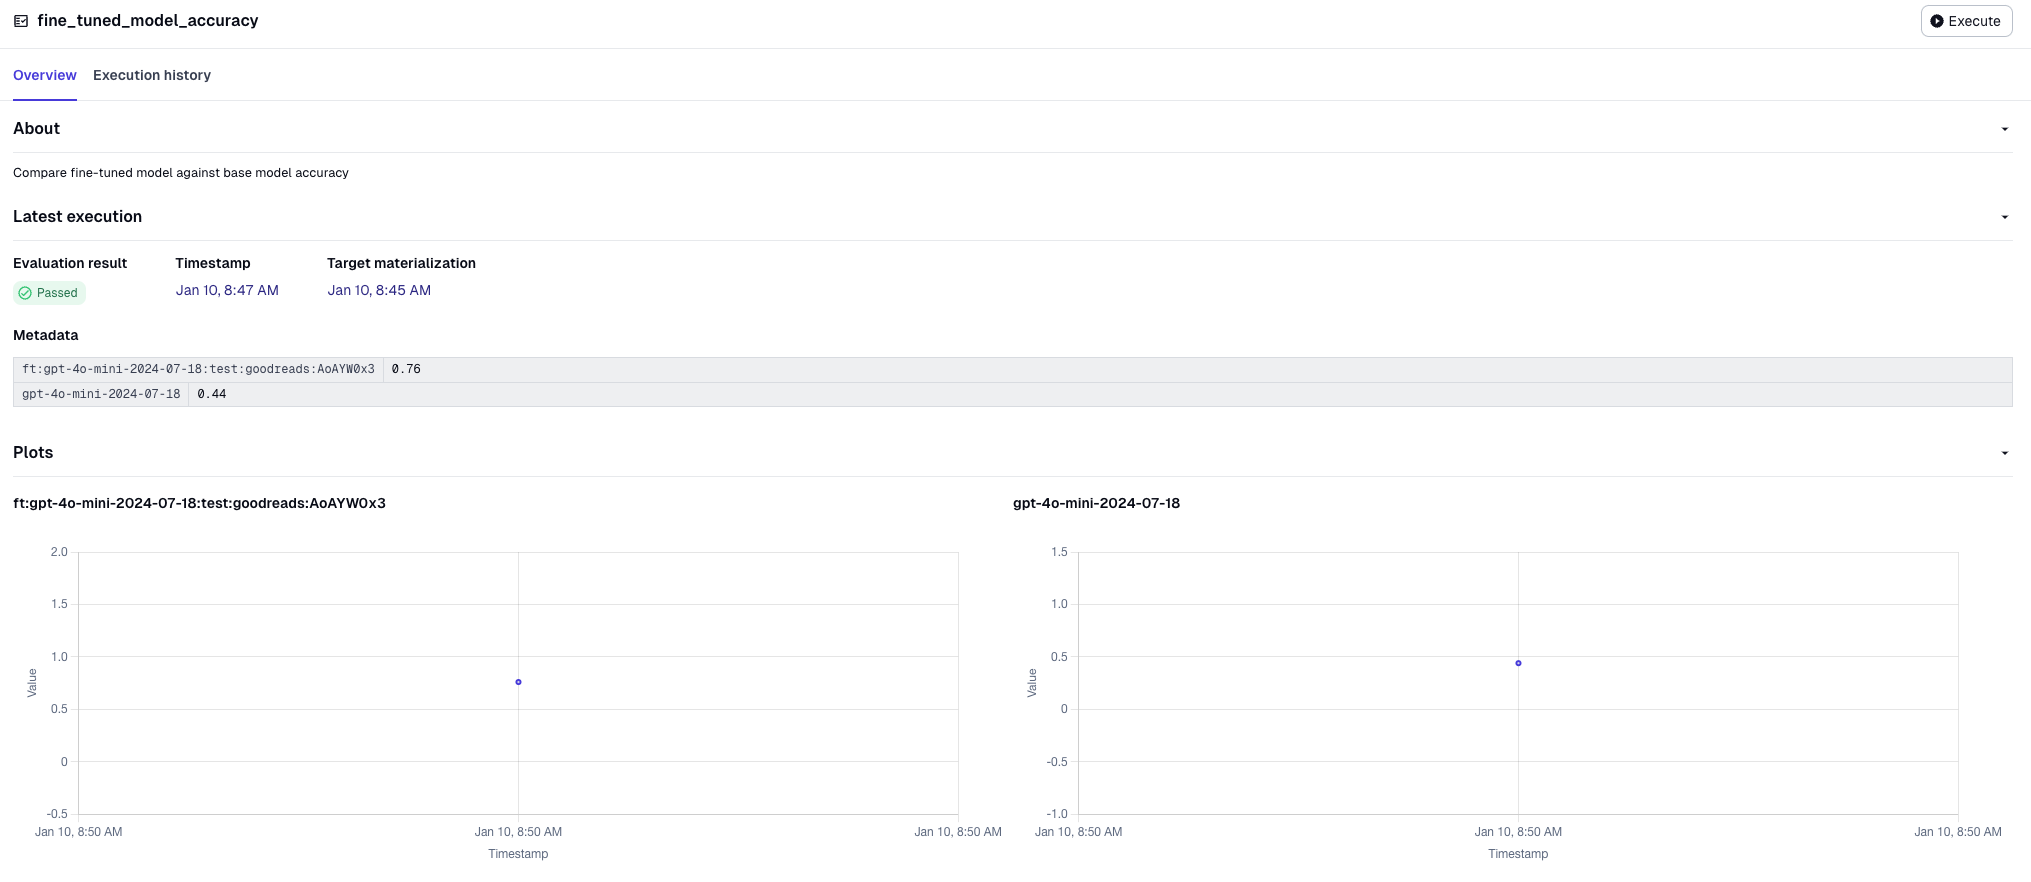 fine_tuned_model_accuracy
Execute
Overview Execution history
About
Compare fine-tuned model against base model accuracy
Latest execution
Evaluation result Timestamp Target materialization
Passed Jan 10, 8:47 AM Jan 10, 8:45 AM
Metadata
ft:gpt-4o-mini-2024-07-18:test:goodreads:AoAYW0x3 0.76
gpt-4o-mini-2024-07-18 0.44
Plots
ft:gpt-4o-mini-2024-07-18:test:goodreads:AoAYW0x3
2.0
1.5
1.0
0.5
0
-0.5
Value
Jan 10, 8:50 AM Jan 10, 8:50 AM Jan 10, 8:50 AM
Timestamp
gpt-4o-mini-2024-07-18
1.5
1.0
0.5
0
-0.5
-1.0
Value
Jan 10, 8:50 AM Jan 10, 8:50 AM Jan 10, 8:50 AM
Timestamp